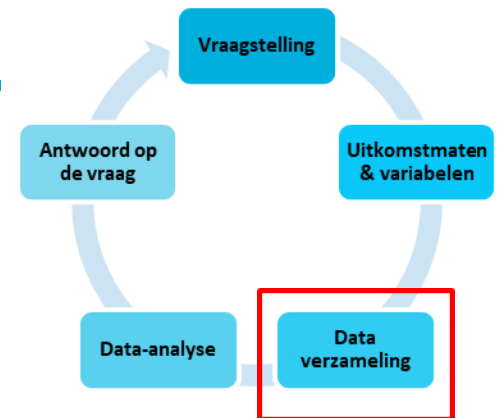 Vraagstelling
Uitkomstmaten
& variabelen
Data
verzameling
Data-analyse
Antwoord op
de vraag